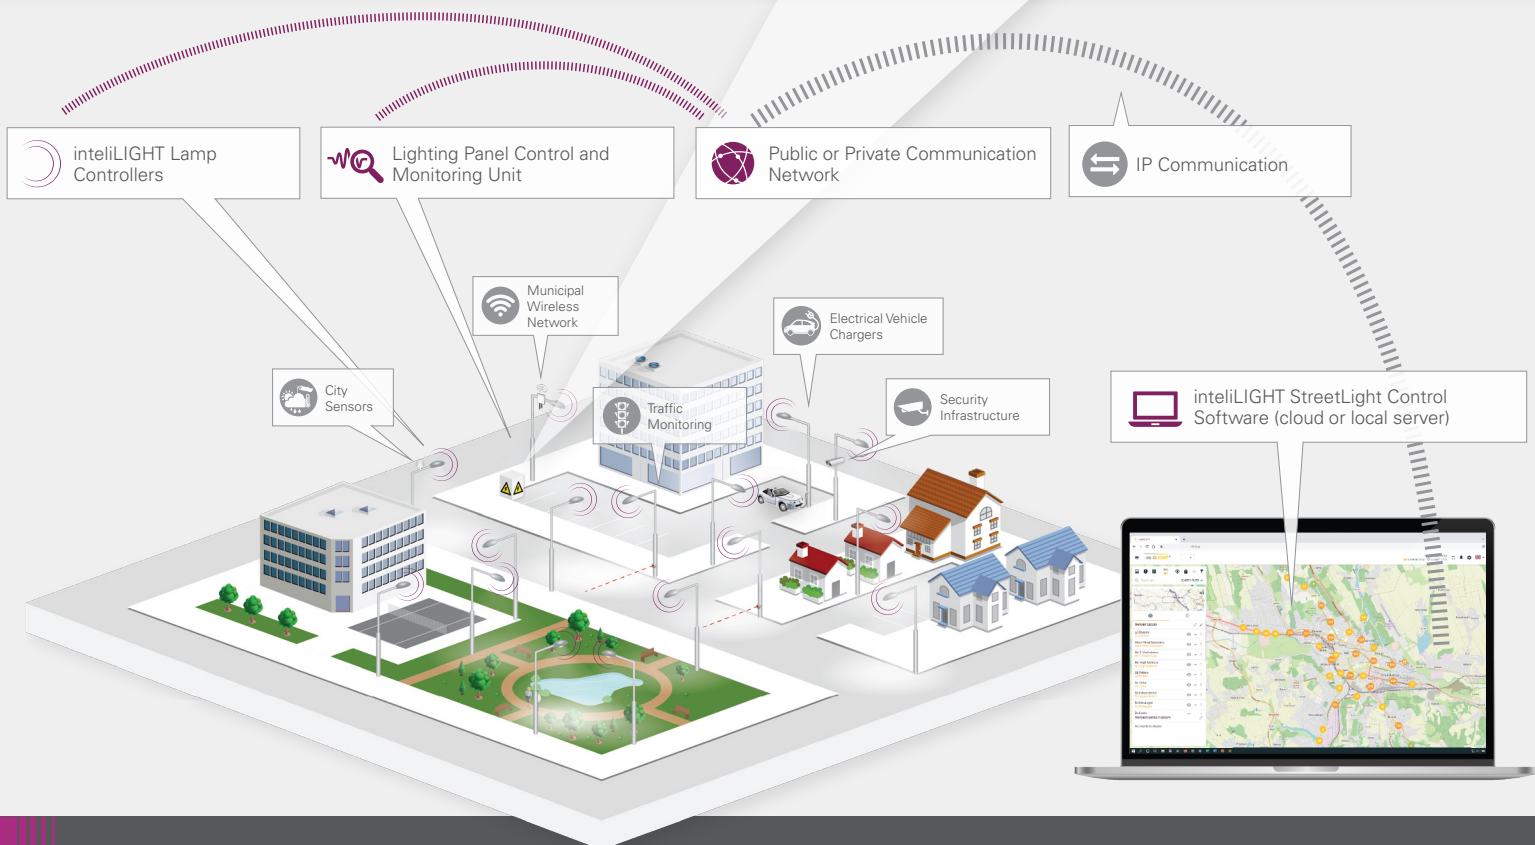 inteliLIGHT Lamp
Controllers
Lighting Panel Control and
Monitoring Unit
Public or Private Communication
Network
IP Communication
Municipal
Wireless
Network
Electrical Vehicle
Chargers
City
Sensors
Traffic
Monitoring
Security
Infrastructure
inteliLIGHT StreetLight Control
Software (cloud or local server)